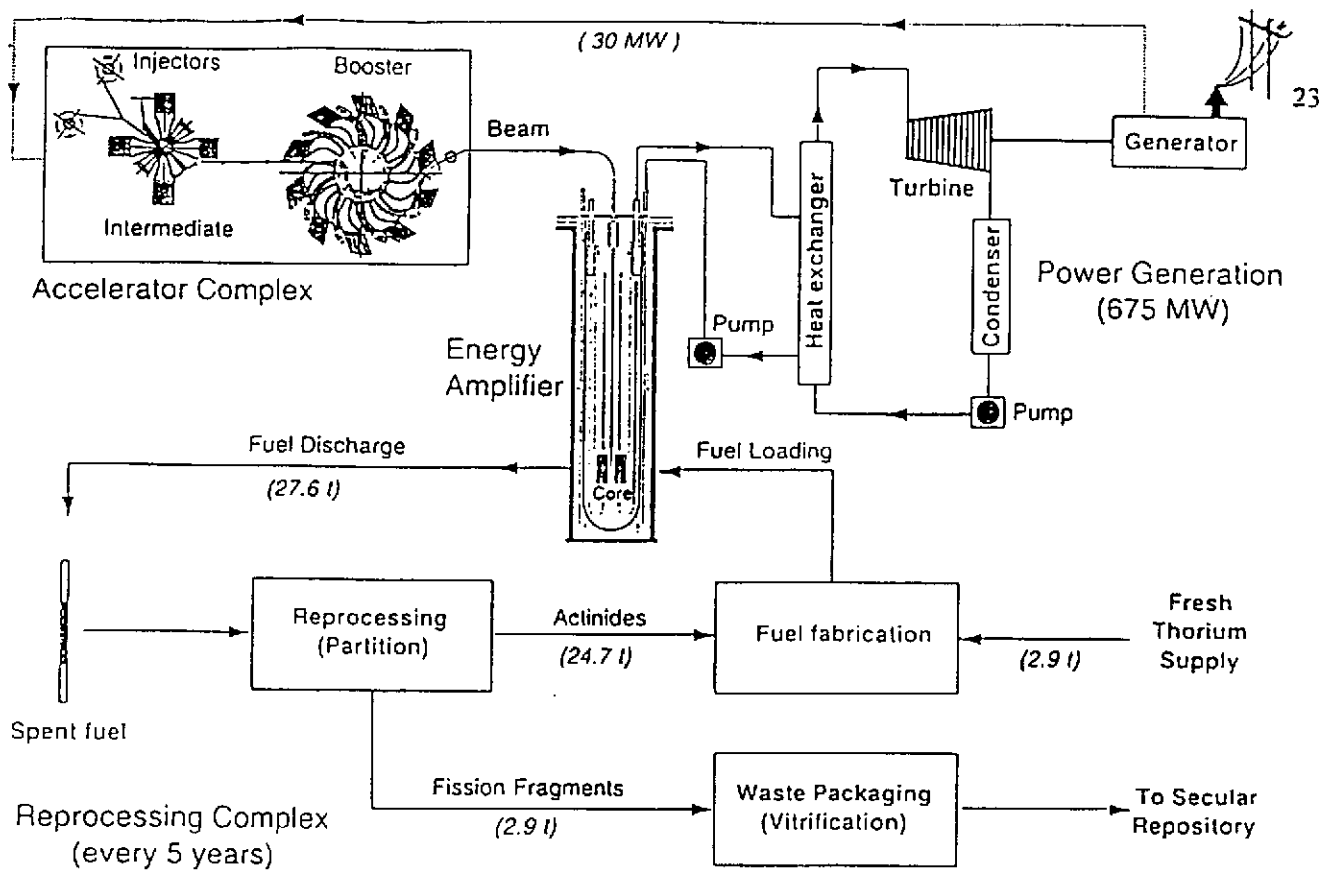 ( 30 MW )
Injectors
Booster
23
Beam
Generator
Turbine
Intermediate
Accelerator Complex
Heat exchanger
Condenser
Power Generation
(675 MW)
Pump
Energy
Amplifier
Pump
Fuel Discharge
(27.6 t)
Fuel Loading
Core
Reprocessing
(Partition)
Actinides
(24.7 t)
Fuel fabrication
(2.9 t)
Fresh
Thorium
Supply
Spent fuel
Fission Fragments
(2.9 t)
Waste Packaging
(Vitrification)
To Secular
Repository
Reprocessing Complex
(every 5 years)